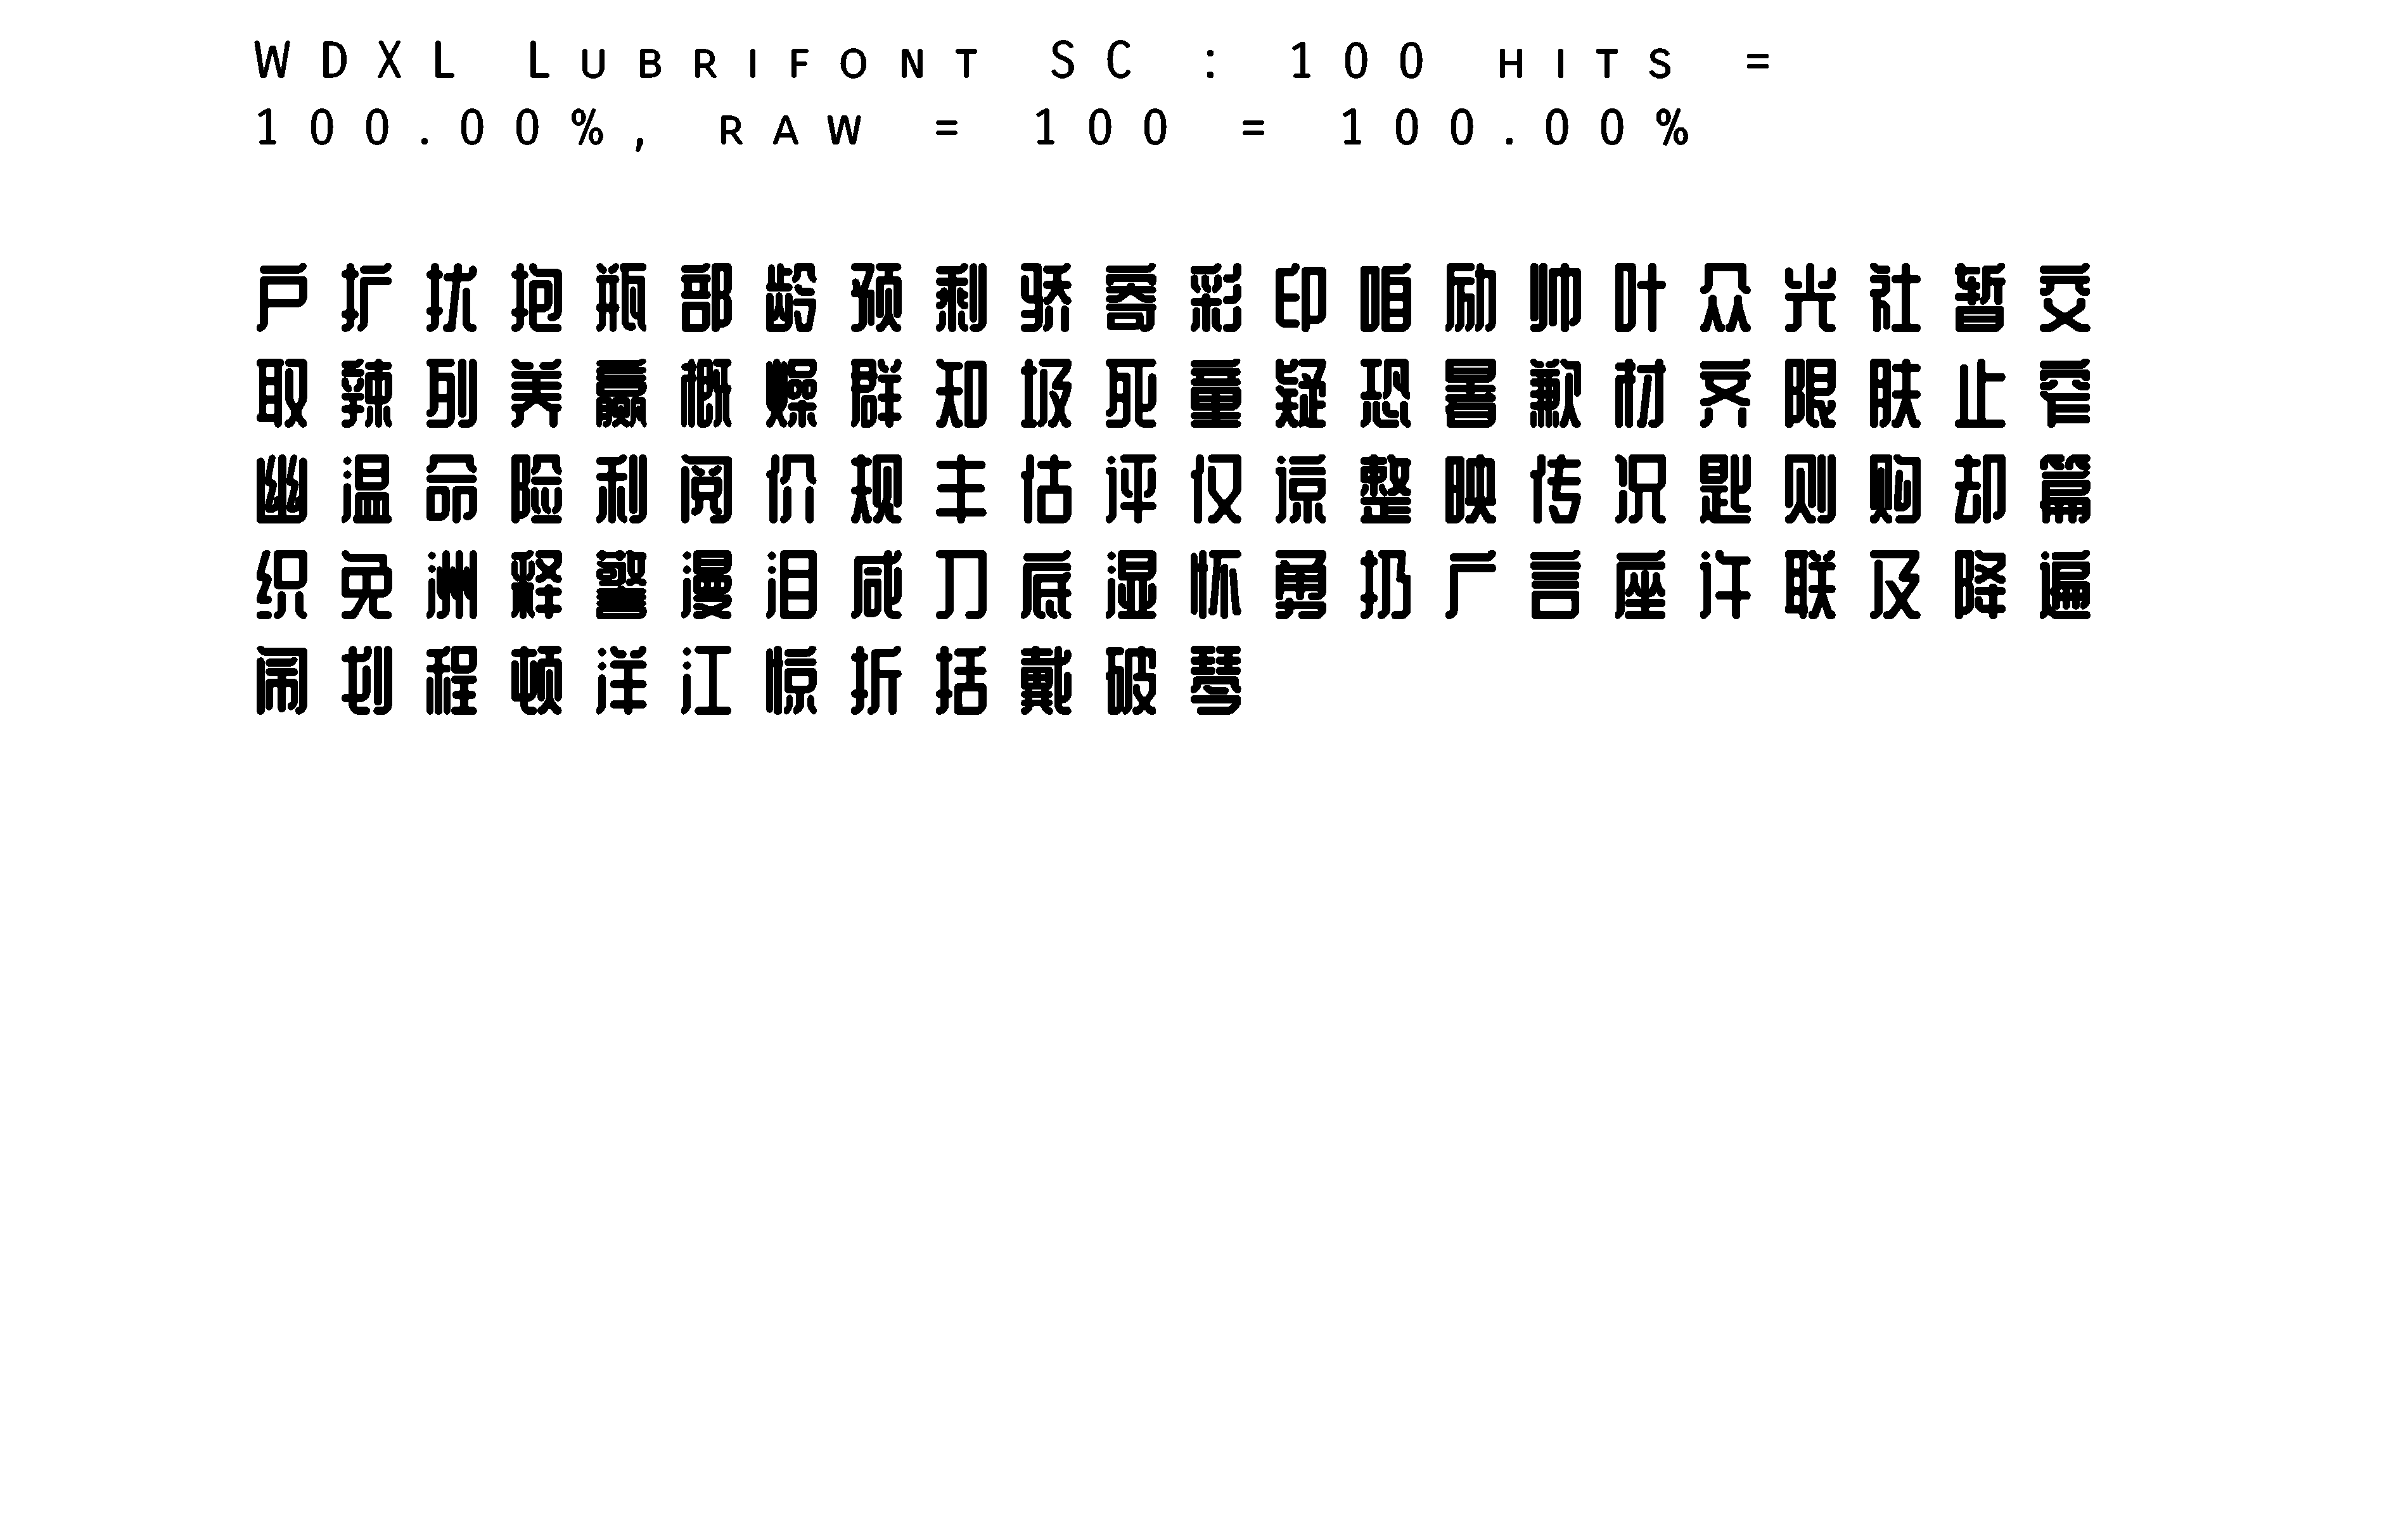 WDXL Lubrifont SC : 100 hits =
100.00%, raw = 100 = 100.00%
户扩扰抱瓶部龄预剩骄寄彩印咱励帅叶众光社暂交
取辣列养赢概燥群知圾死童疑恐暑歉材齐限肤止窄
幽温命险利阅价规丰估评仅谅整映传况匙则购却篇
织免洲释警漫泪咸刀底湿怀勇扔广言座许联及降遍
闹划程顿洋江惊折括戴破琴